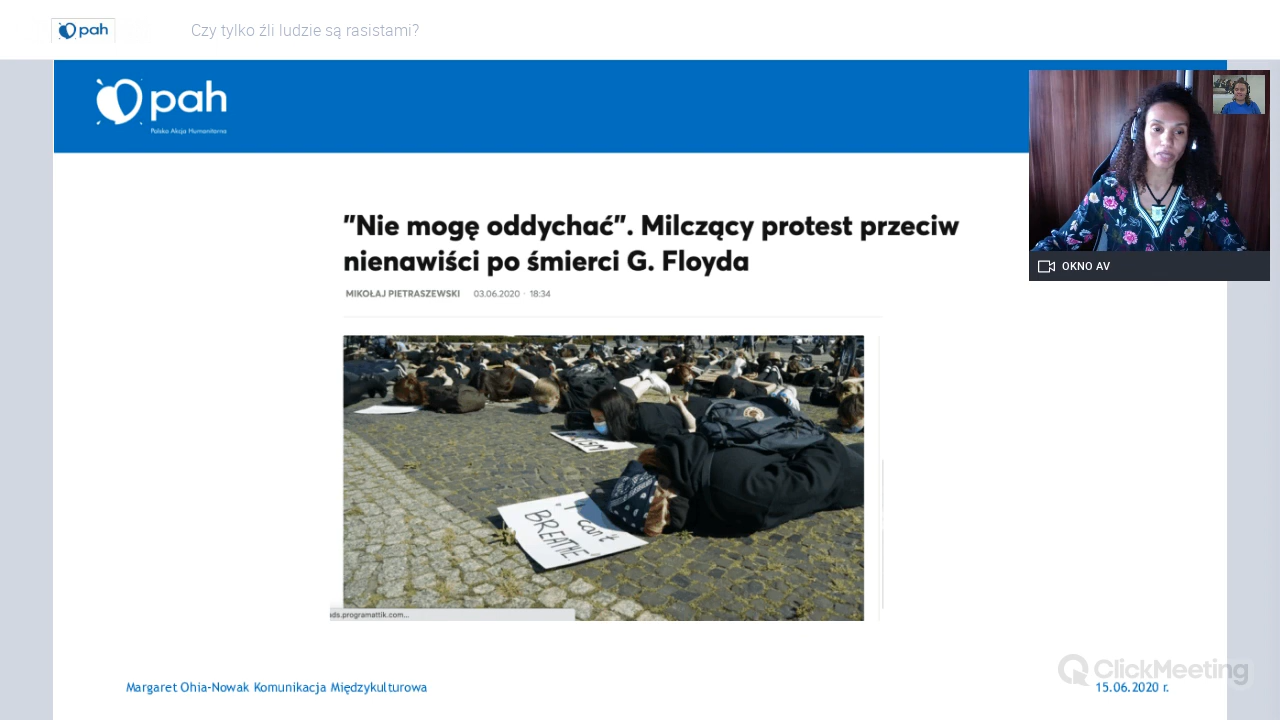 pah
Czy tylko źli ludzie są rasistami?
pah
Polska Akcja Humanitarna
OKNO AV
"Nie mogę oddychać". Milczący protest przeciw
nienawiści po śmierci G. Floyda
MIKOŁAJ PIETRASZEWSKI 03.06.2020 · 18:34
"I can't
BREATHE"
ads.programattik.com...
ClickMeeting
Margaret Ohia-Nowak Komunikacja Międzykulturowa
15.06.2020 r.